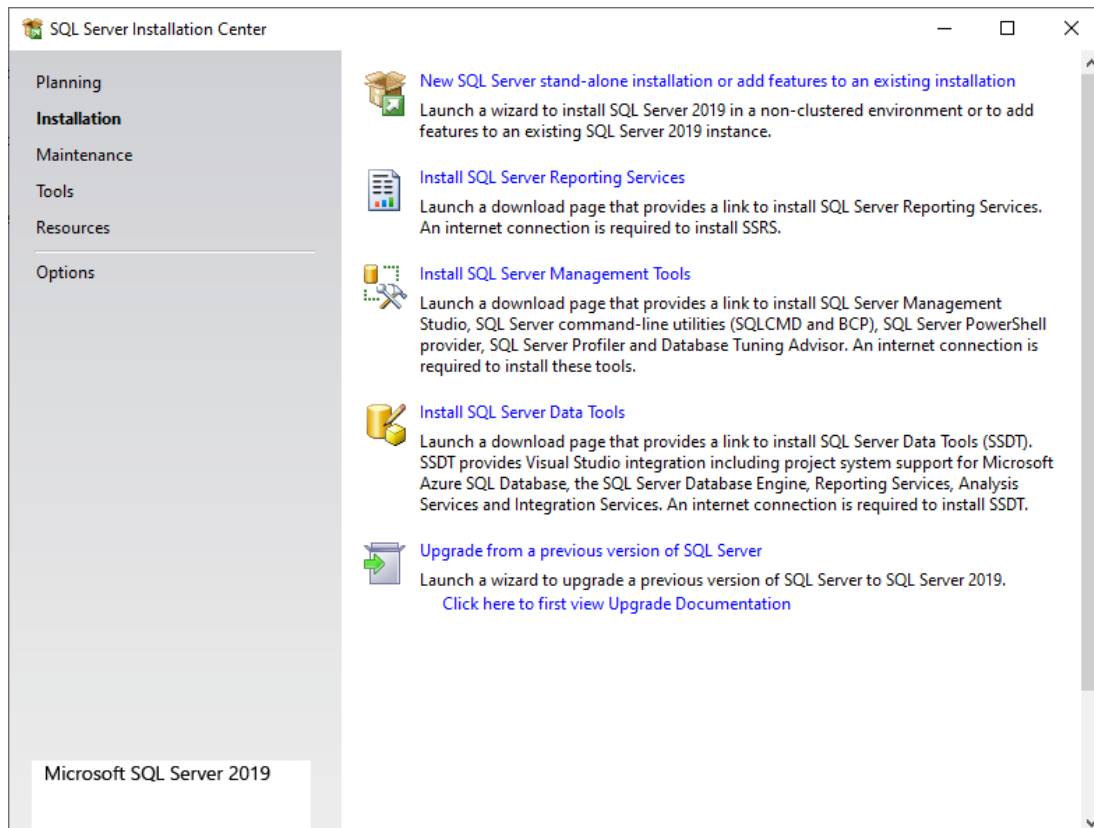 SQL Server Installation Center
Planning
Installation
Maintenance
Tools
Resources
Options
Microsoft SQL Server 2019
New SQL Server stand-alone installation or add features to an existing installation
Launch a wizard to install SQL Server 2019 in a non-clustered environment or to add
features to an existing SQL Server 2019 instance.
Install SQL Server Reporting Services
Launch a download page that provides a link to install SQL Server Reporting Services.
An internet connection is required to install SSRS.
Install SQL Server Management Tools
Launch a download page that provides a link to install SQL Server Management
Studio, SQL Server command-line utilities (SQLCMD and BCP), SQL Server PowerShell
provider, SQL Server Profiler and Database Tuning Advisor. An internet connection is
required to install these tools.
Install SQL Server Data Tools
Launch a download page that provides a link to install SQL Server Data Tools (SSDT).
SSDT provides Visual Studio integration including project system support for Microsoft
Azure SQL Database, the SQL Server Database Engine, Reporting Services, Analysis
Services and Integration Services. An internet connection is required to install SSDT.
Upgrade from a previous version of SQL Server
Launch a wizard to upgrade a previous version of SQL Server to SQL Server 2019.
Click here to first view Upgrade Documentation